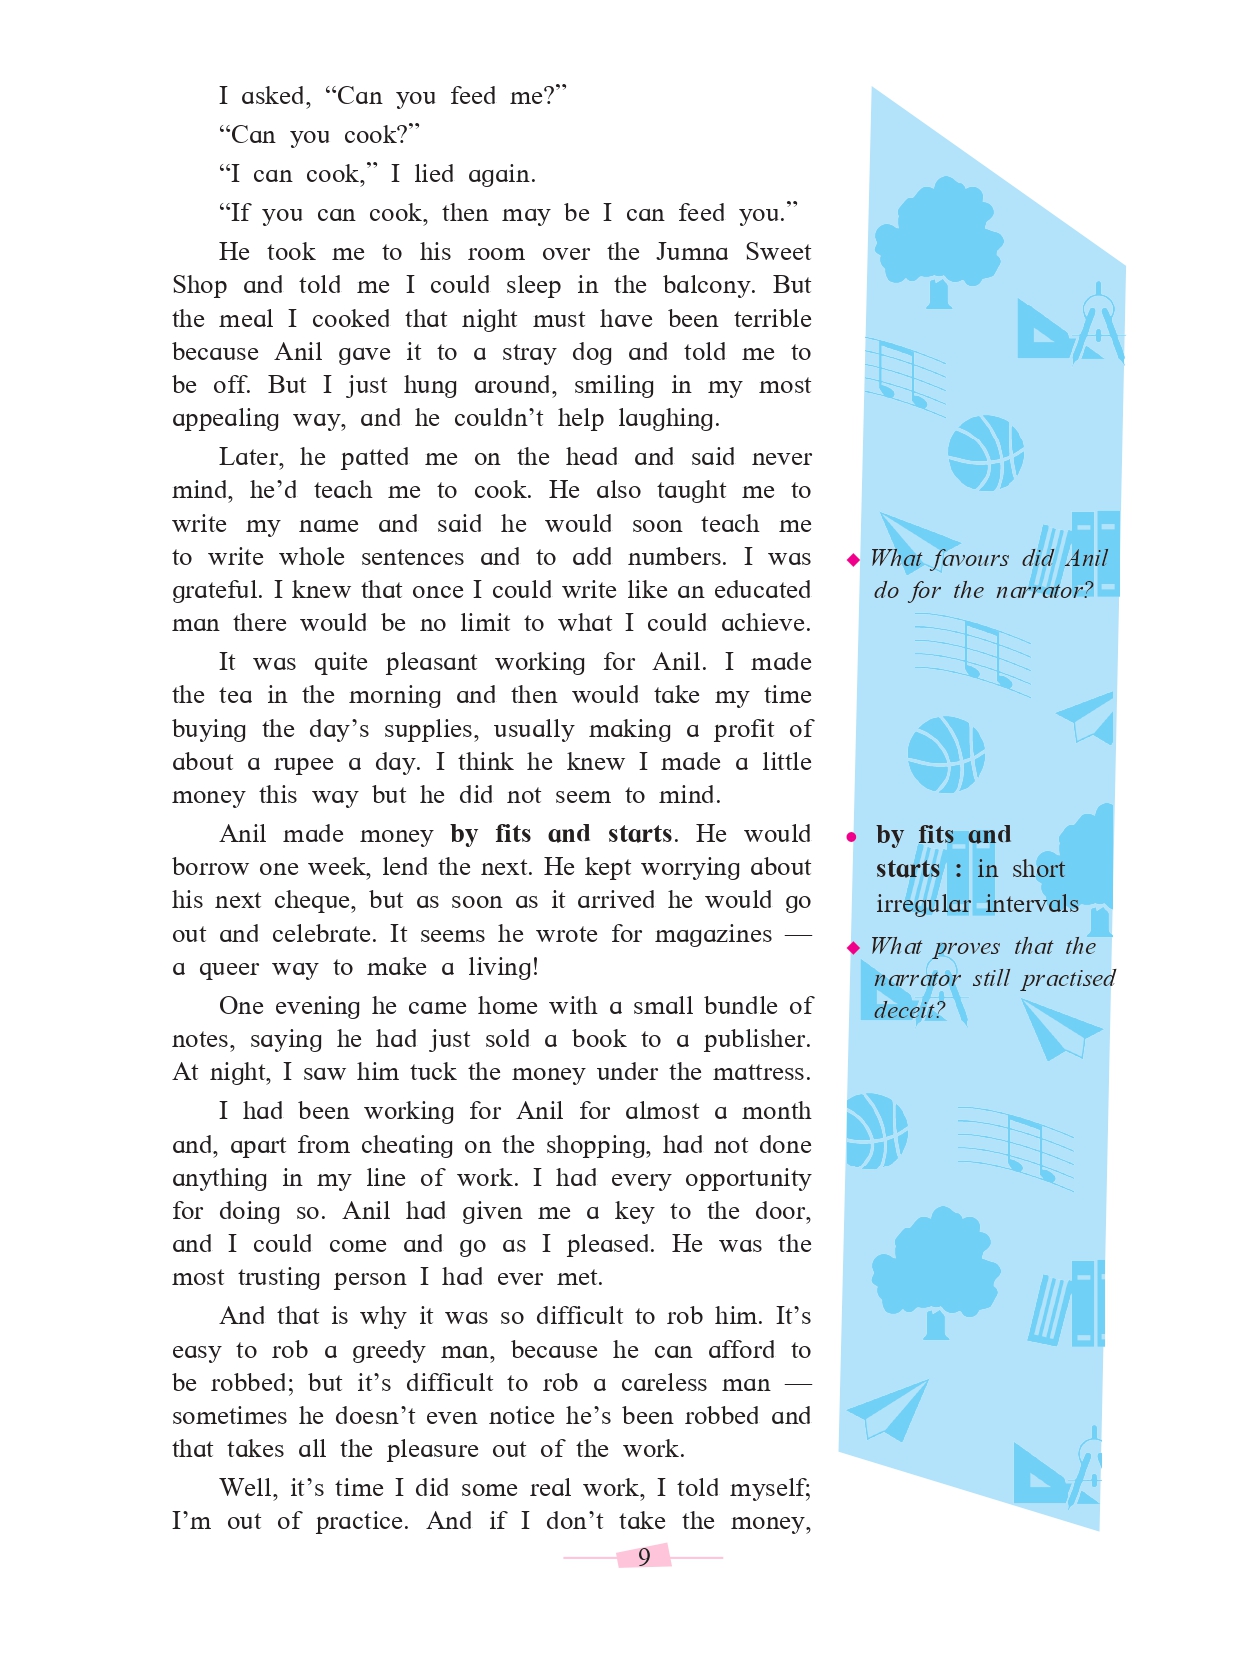 I asked, “Can you feed me?”
“Can you cook?”
“I can cook,” I lied again.
“If you can cook, then may be I can feed you.”
He took me to his room over the Jumna Sweet
Shop and told me I could sleep in the balcony. But
the meal I cooked that night must have been terrible
because Anil gave it to a stray dog and told me to
be off. But I just hung around, smiling in my most
appealing way, and he couldn’t help laughing.
Later, he patted me on the head and said never
mind, he’d teach me to cook. He also taught me to
write my name and said he would soon teach me
to write whole sentences and to add numbers. I was
grateful. I knew that once I could write like an educated
man there would be no limit to what I could achieve.
It was quite pleasant working for Anil. I made
the tea in the morning and then would take my time
buying the day’s supplies, usually making a profit of
about a rupee a day. I think he knew I made a little
money this way but he did not seem to mind.
Anil made money by fits and starts. He would
borrow one week, lend the next. He kept worrying about
his next cheque, but as soon as it arrived he would go
out and celebrate. It seems he wrote for magazines —
a queer way to make a living!
One evening he came home with a small bundle of
notes, saying he had just sold a book to a publisher.
At night, I saw him tuck the money under the mattress.
I had been working for Anil for almost a month
and, apart from cheating on the shopping, had not done
anything in my line of work. I had every opportunity
for doing so. Anil had given me a key to the door,
and I could come and go as I pleased. He was the
most trusting person I had ever met.
And that is why it was so difficult to rob him. It’s
easy to rob a greedy man, because he can afford to
be robbed; but it’s difficult to rob a careless man —
sometimes he doesn’t even notice he’s been robbed and
that takes all the pleasure out of the work.
Well, it’s time I did some real work, I told myself;
I’m out of practice. And if I don’t take the money,
◆ What favours did Anil
do for the narrator?
● by fits and
starts : in short
irregular intervals
◆ What proves that the
narrator still practised
deceit?
9